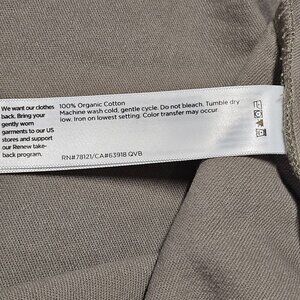 We want our clothes
back. Bring your
gently worn
garments to our US
stores and support
our Renew take-
back program.
100% Organic Cotton
Machine wash cold, gentle cycle. Do not bleach. Tumble dry
low. Iron on lowest setting. Color transfer may occur.
RN#78121/CA#63918 QVB